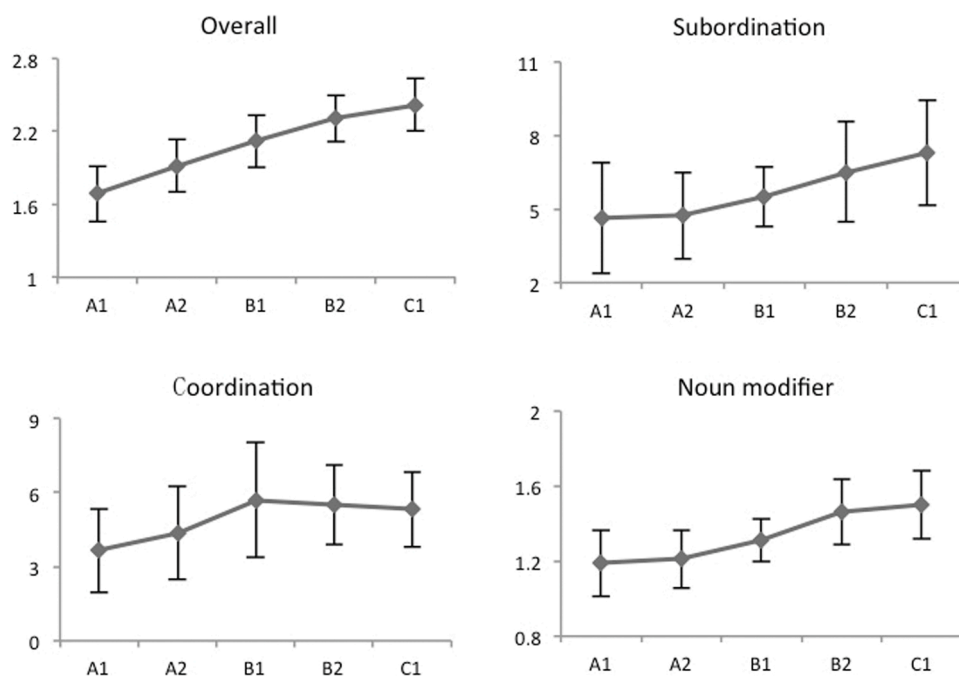 Overall
2.8
2.2
1.6
1
A1 A2 B1 B2 C1
Subordination
11
8
5
2
A1 A2 B1 B2 C1
Coordination
9
6
3
0
A1 A2 B1 B2 C1
Noun modifier
2
1.6
1.2
0.8
A1 A2 B1 B2 C1